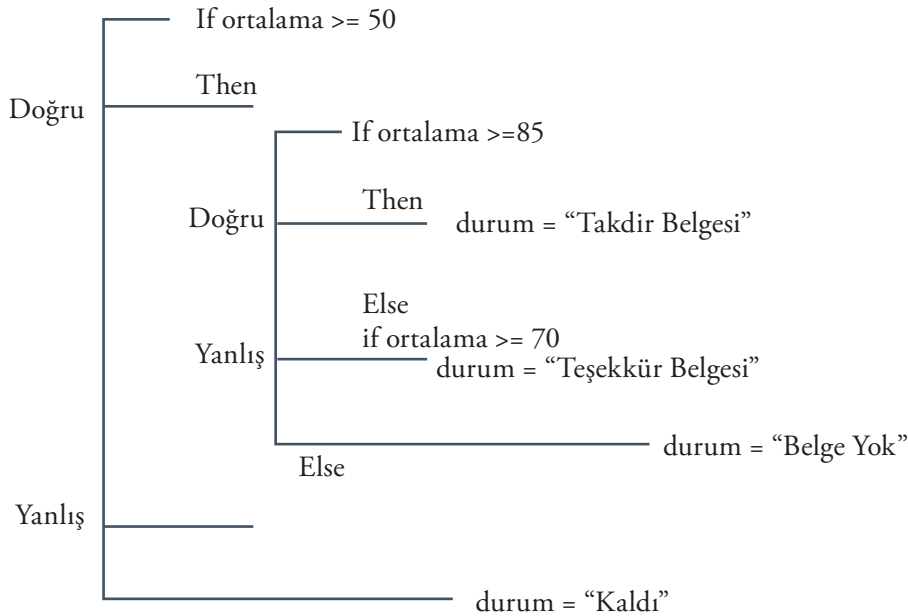 If ortalama >= 50
Then
Doğru
If ortalama >=85
Then
Doğru
durum = “Takdir Belgesi”
Else
if ortalama >= 70
Yanlış
durum = “Teşekkür Belgesi”
durum = “Belge Yok”
Else
Yanlış
durum = “Kaldı”